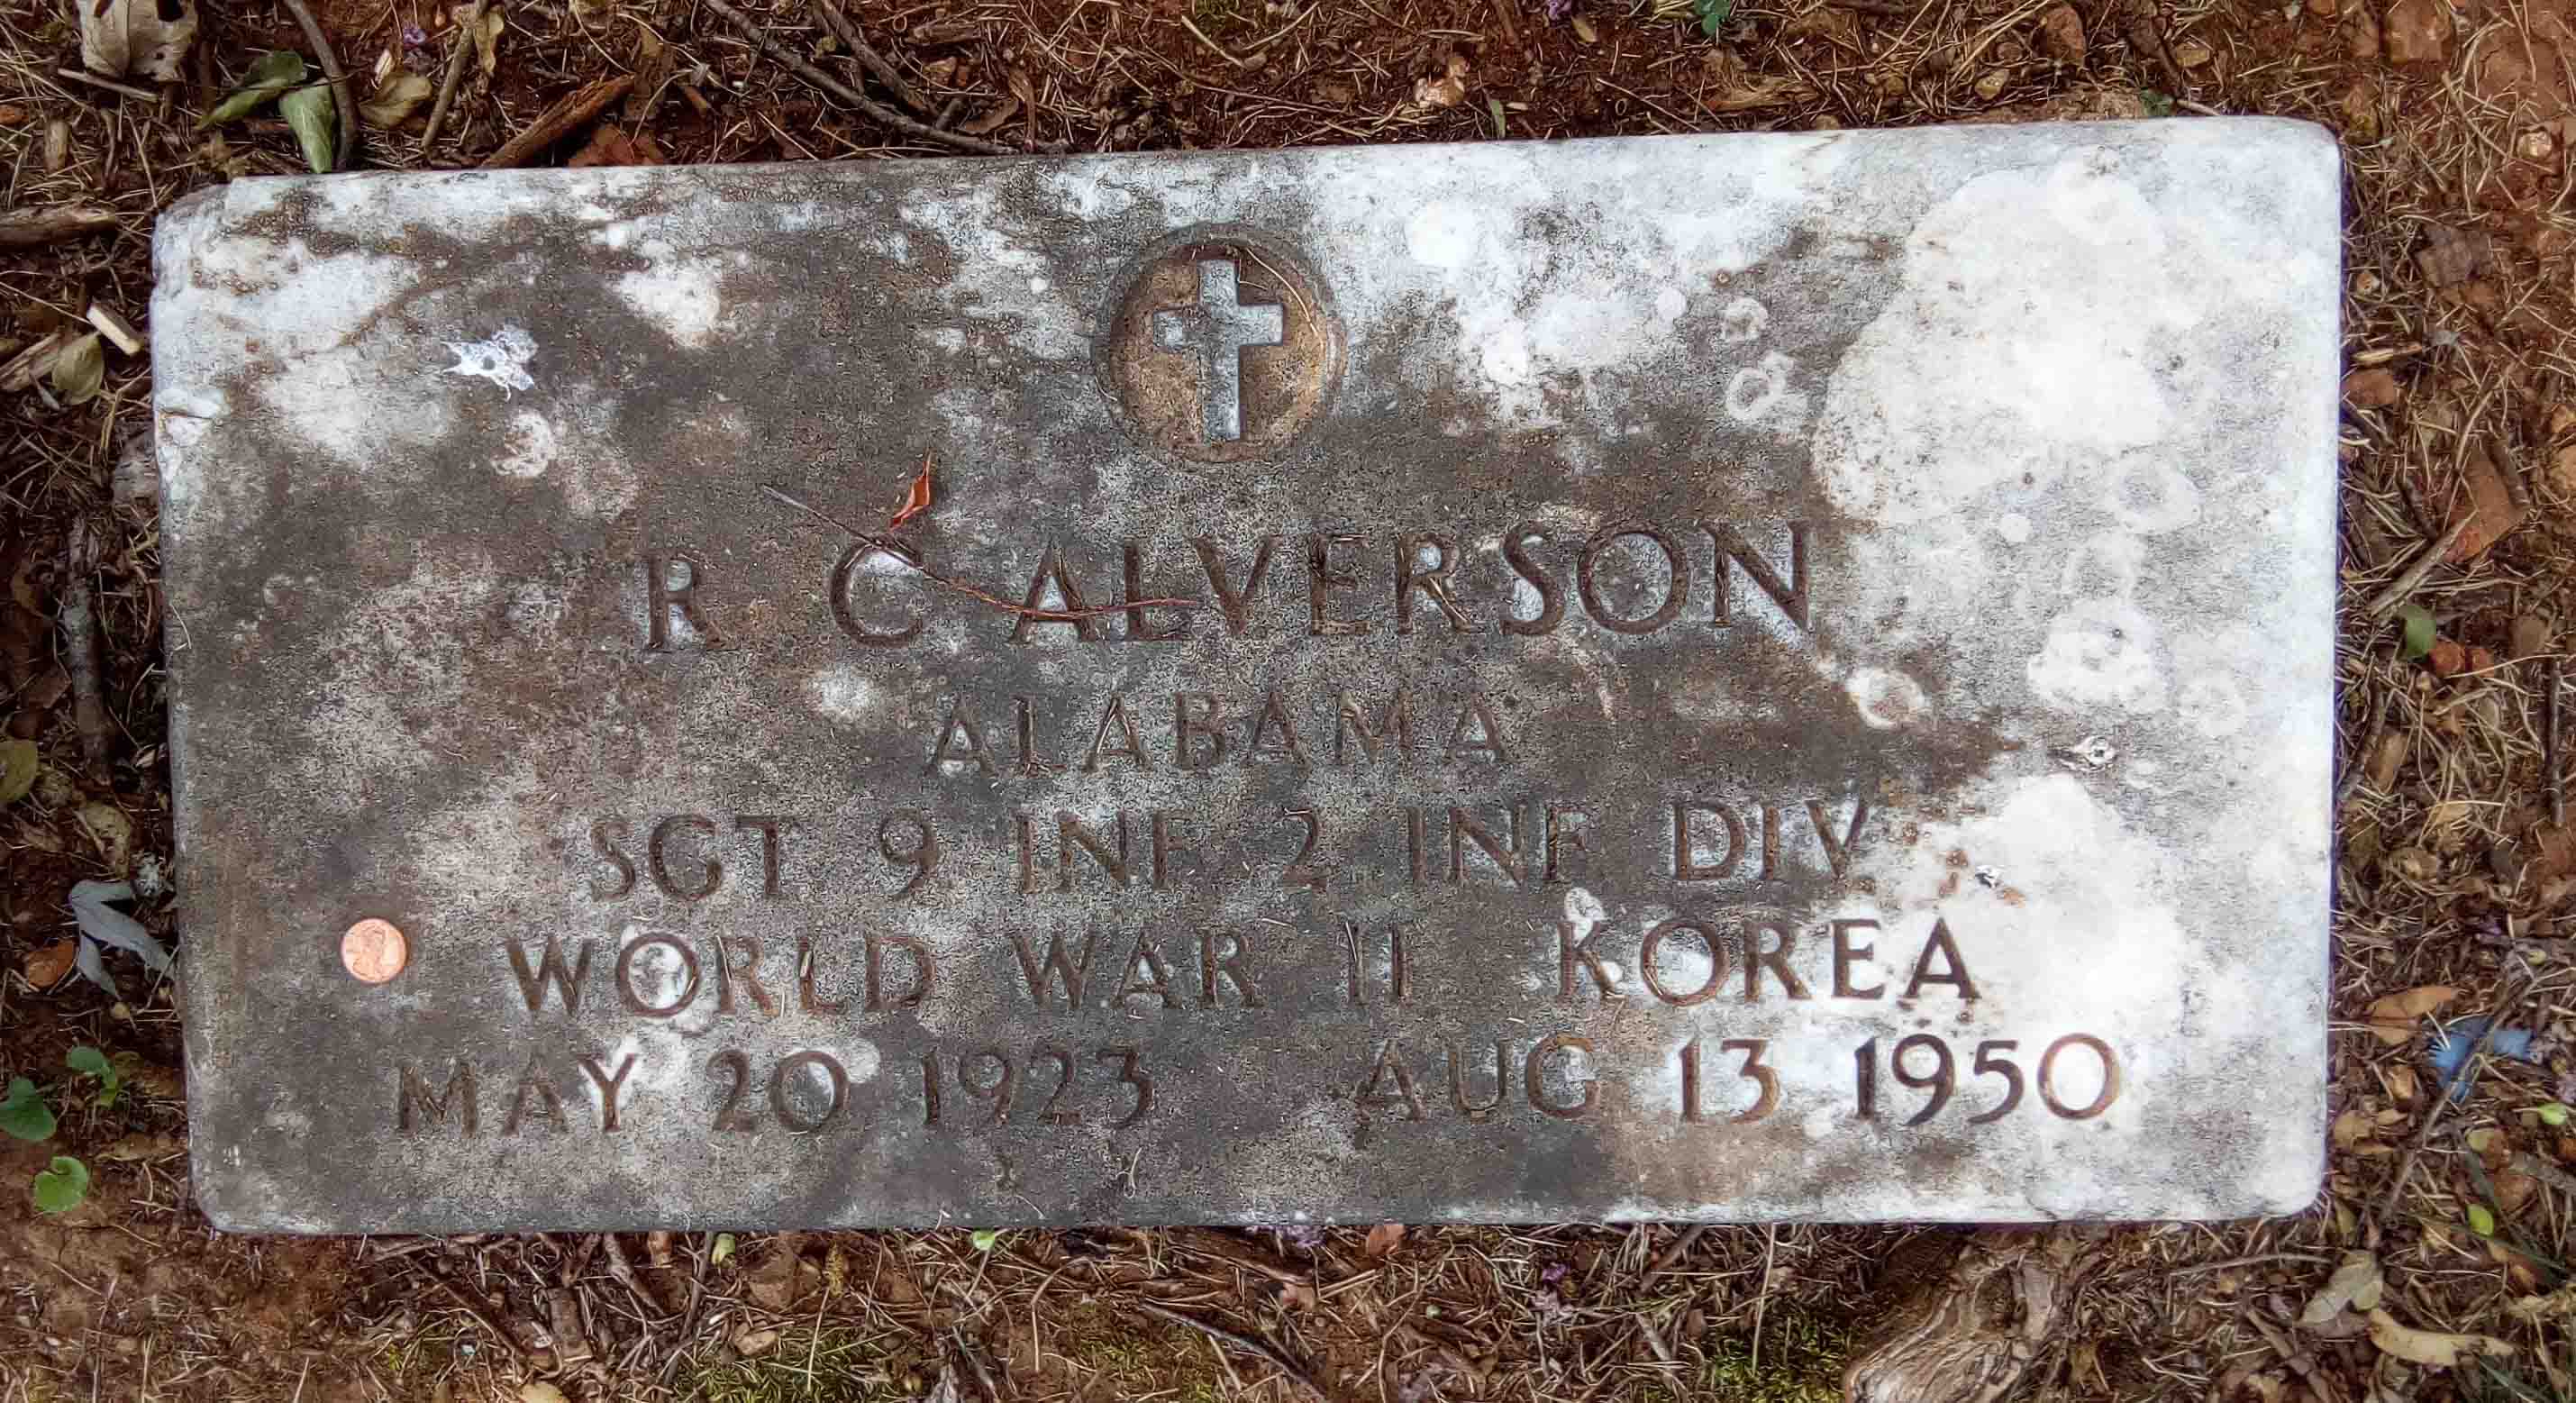 R C ALVERSON
ALABAMA
SGT 9 INF 2 INF DIV
WORLD WAR II KOREA
MAY 20 1923 AUG 13 1950